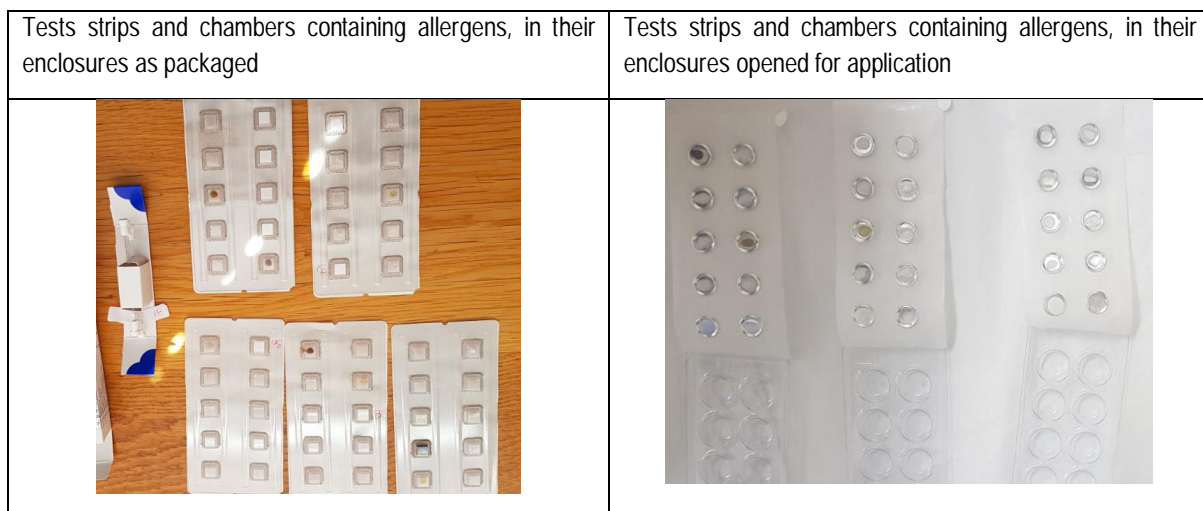 Tests strips and chambers containing allergens, in their
enclosures as packaged
Tests strips and chambers containing allergens, in their
enclosures opened for application